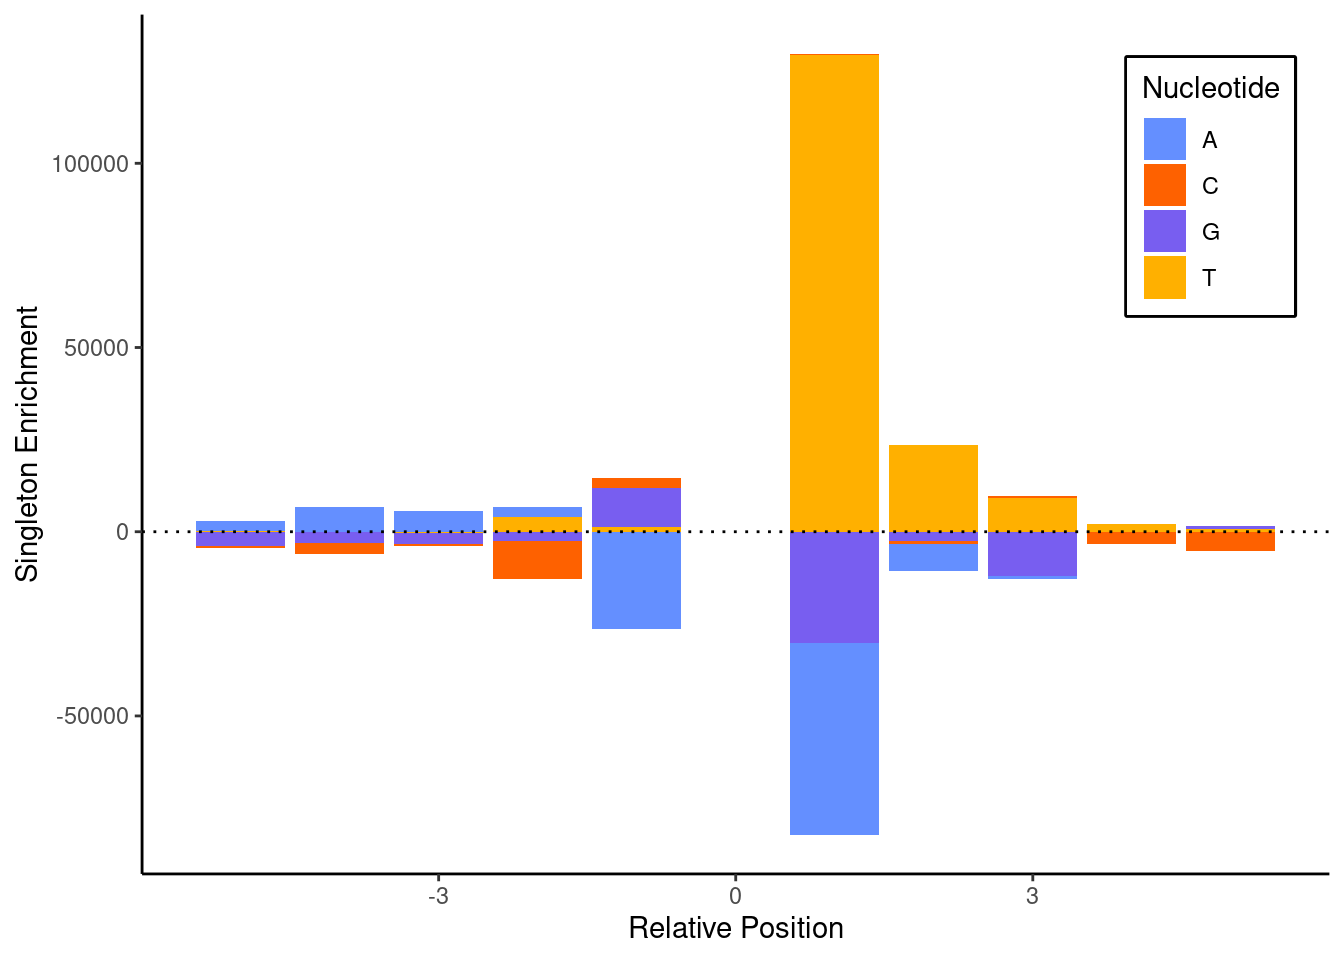 Nucleotide
A
C
G
T
Singleton Enrichment
100000
50000
0
-50000
-3
0
3
Relative Position